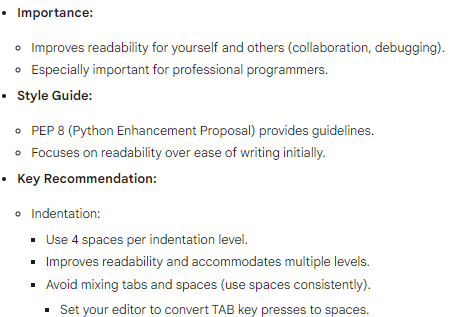 Importance:
Improves readability for yourself and others (collaboration, debugging).
Especially important for professional programmers.
Style Guide:
PEP 8 (Python Enhancement Proposal) provides guidelines.
Focuses on readability over ease of writing initially.
Key Recommendation:
Indentation:
Use 4 spaces per indentation level.
Improves readability and accommodates multiple levels.
Avoid mixing tabs and spaces (use spaces consistently).
Set your editor to convert TAB key presses to spaces.